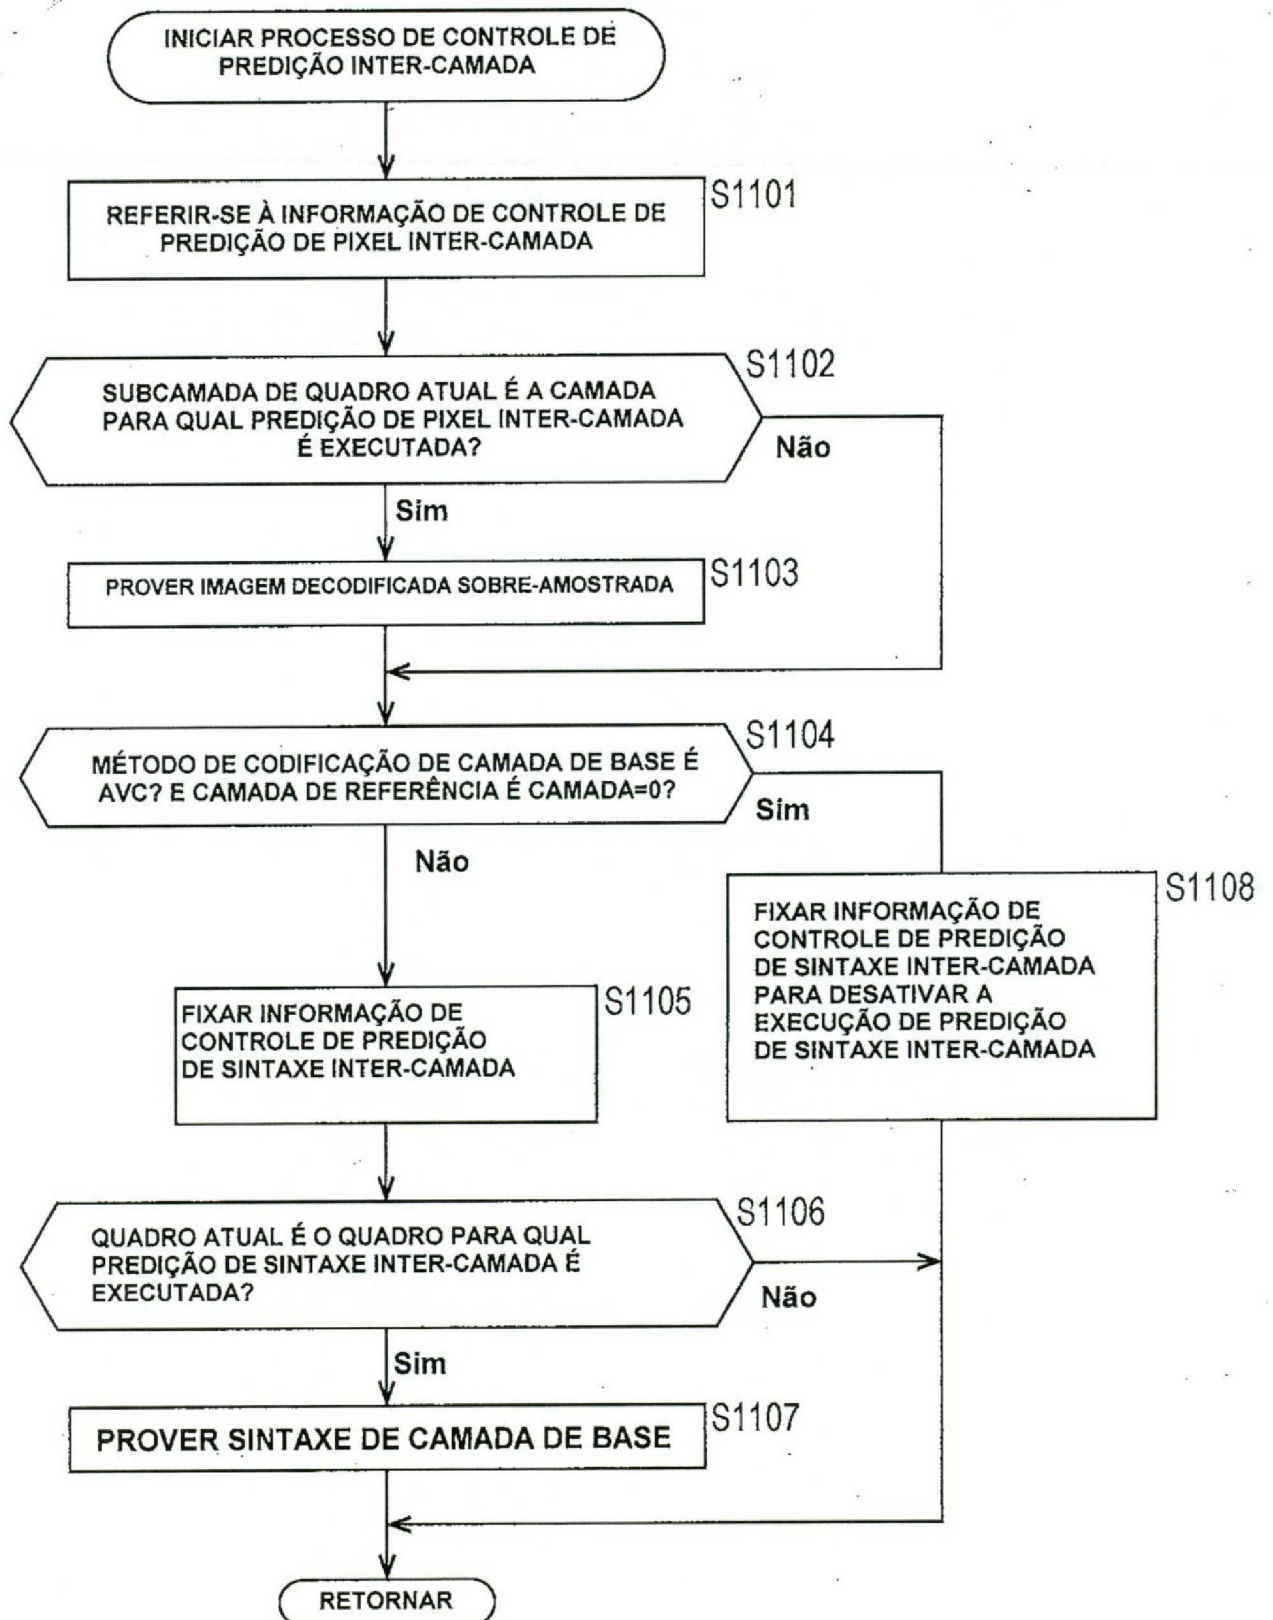 INICIAR PROCESSO DE CONTROLE DE
PREDIÇÃO INTER-CAMADA
S1101
REFERIR-SE À INFORMAÇÃO DE CONTROLE DE
PREDIÇÃO DE PIXEL INTER-CAMADA
S1102
SUBCAMADA DE QUADRO ATUAL É A CAMADA
PARA QUAL PREDIÇÃO DE PIXEL INTER-CAMADA
É EXECUTADA?
Não
Sim
S1103
PROVER IMAGEM DECODIFICADA SOBRE-AMOSTRADA
S1104
MÉTODO DE CODIFICAÇÃO DE CAMADA DE BASE É
AVC? E CAMADA DE REFERÊNCIA É CAMADA=0?
Sim
Não
S1108
FIXAR INFORMAÇÃO DE
CONTROLE DE PREDIÇÃO
DE SINTAXE INTER-CAMADA
PARA DESATIVAR A
EXECUÇÃO DE PREDIÇÃO
DE SINTAXE INTER-CAMADA
S1105
FIXAR INFORMAÇÃO DE
CONTROLE DE PREDIÇÃO
DE SINTAXE INTER-CAMADA
S1106
QUADRO ATUAL É O QUADRO PARA QUAL
PREDIÇÃO DE SINTAXE INTER-CAMADA É
EXECUTADA?
Não
Sim
S1107
PROVER SINTAXE DE CAMADA DE BASE
RETORNAR